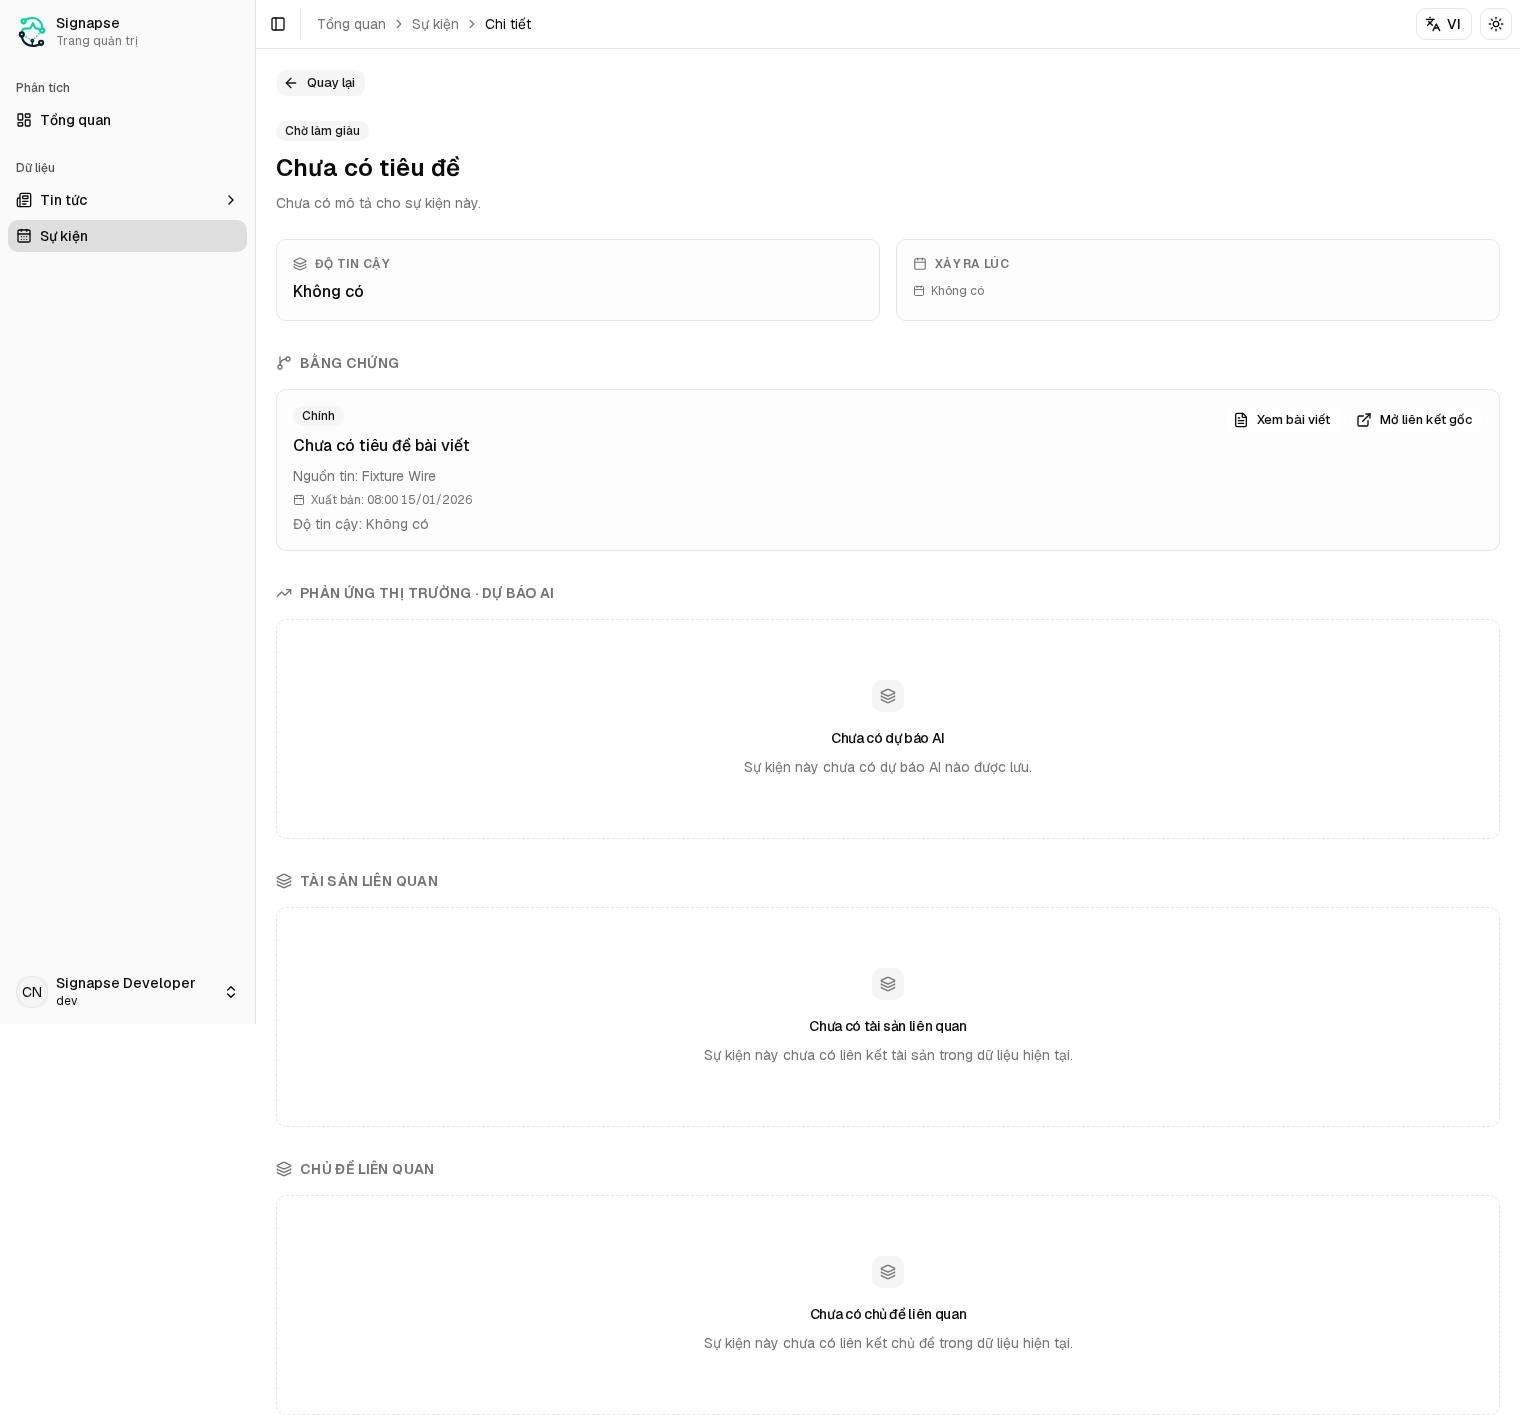 Signapse
Trang quản trị
Phân tích
Tổng quan
Dữ liệu
Tin tức
Sự kiện
CN
Signapse Developer
dev
Tổng quan
Sự kiện
Chi tiết
VI
Quay lại
Chờ làm giàu
Chưa có tiêu đề
Chưa có mô tả cho sự kiện này.
ĐỘ TIN CẬY
Không có
XẢY RA LÚC
Không có
BẰNG CHỨNG
Chính
Chưa có tiêu đề bài viết
Nguồn tin: Fixture Wire
Xuất bản: 08:00 15/01/2026
Độ tin cậy: Không có
Xem bài viết
Mở liên kết gốc
PHẢN ỨNG THỊ TRƯỜNG · DỰ BÁO AI
Chưa có dự báo AI
Sự kiện này chưa có dự báo AI nào được lưu.
TÀI SẢN LIÊN QUAN
Chưa có tài sản liên quan
Sự kiện này chưa có liên kết tài sản trong dữ liệu hiện tại.
CHỦ ĐỀ LIÊN QUAN
Chưa có chủ đề liên quan
Sự kiện này chưa có liên kết chủ đề trong dữ liệu hiện tại.